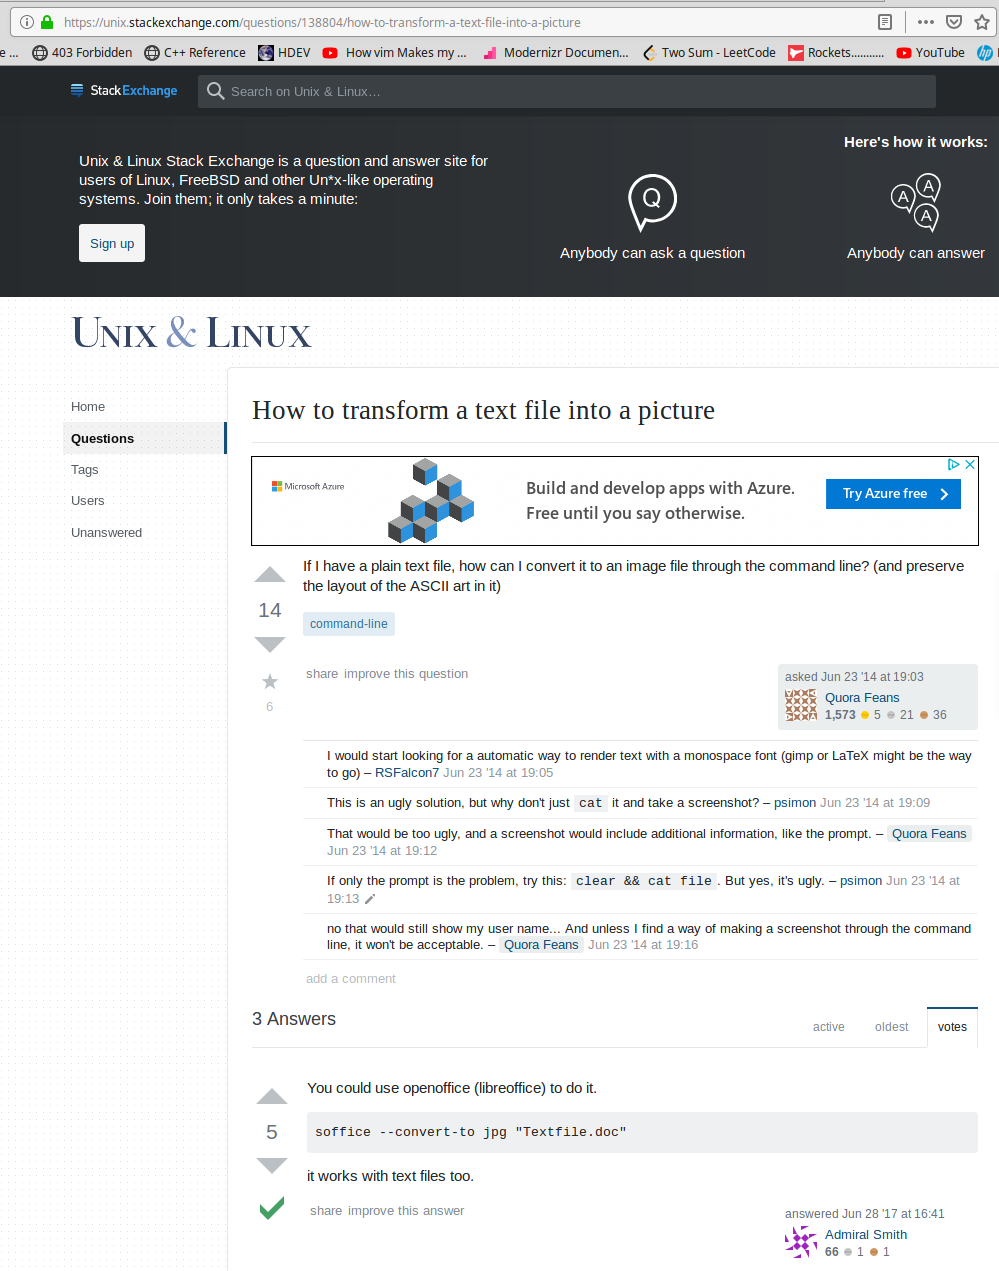 https://unix.stackexchange.com/questions/138804/how-to-transform-a-text-file-into-a-picture
e ... 403 Forbidden C++ Reference HDEV How vim Makes my ... Modernizr Documen... Two Sum - LeetCode Rockets........... YouTube
StackExchange Search on Unix & Linux...
Here's how it works:
Unix & Linux Stack Exchange is a question and answer site for
users of Linux, FreeBSD and other Un*x-like operating
systems. Join them; it only takes a minute:
Sign up
Q
A
A
A
Anybody can ask a question
Anybody can answer
UNIX & LINUX
Home
Questions
Tags
Users
Unanswered
How to transform a text file into a picture
Microsoft Azure
Build and develop apps with Azure.
Free until you say otherwise.
Try Azure free
If I have a plain text file, how can I convert it to an image file through the command line? (and preserve
the layout of the ASCII art in it)
14
command-line
share improve this question
6
asked Jun 23 '14 at 19:03
Quora Feans
1,573 5 21 36
I would start looking for a automatic way to render text with a monospace font (gimp or LaTeX might be the way
to go) – RSFalcon7 Jun 23 '14 at 19:05
This is an ugly solution, but why don't just cat it and take a screenshot? – psimon Jun 23 '14 at 19:09
That would be too ugly, and a screenshot would include additional information, like the prompt. – Quora Feans
Jun 23 '14 at 19:12
If only the prompt is the problem, try this: clear && cat file. But yes, it's ugly. – psimon Jun 23 '14 at
19:13
no that would still show my user name... And unless I find a way of making a screenshot through the command
line, it won't be acceptable. – Quora Feans Jun 23 '14 at 19:16
add a comment
3 Answers
active oldest votes
You could use openoffice (libreoffice) to do it.
5
soffice --convert-to jpg "Textfile.doc"
it works with text files too.
share improve this answer
answered Jun 28 '17 at 16:41
Admiral Smith
66 1 1